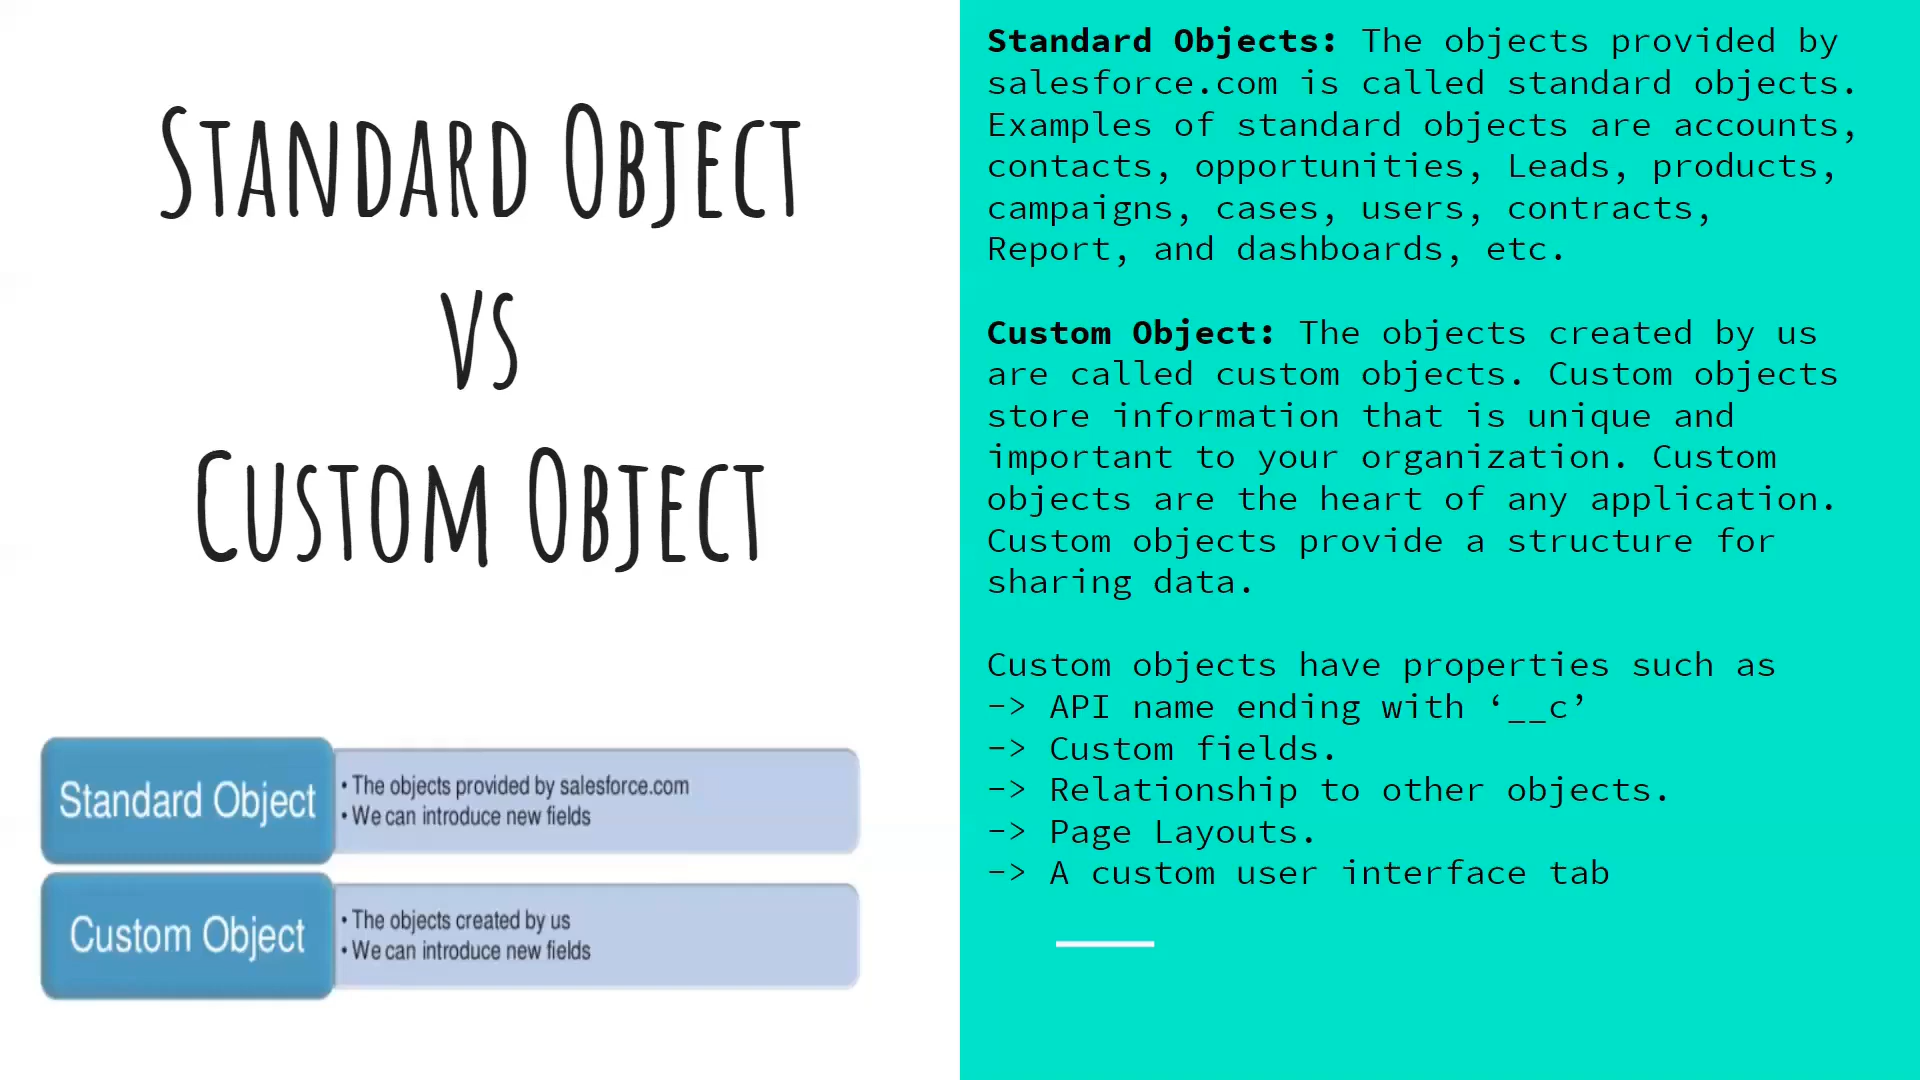 Standard Object
vs
Custom Object
Standard Object
• The objects provided by salesforce.com
• We can introduce new fields
Custom Object
• The objects created by us
• We can introduce new fields
Standard Objects: The objects provided by
salesforce.com is called standard objects.
Examples of standard objects are accounts,
contacts, opportunities, Leads, products,
campaigns, cases, users, contracts,
Report, and dashboards, etc.
Custom Object: The objects created by us
are called custom objects. Custom objects
store information that is unique and
important to your organization. Custom
objects are the heart of any application.
Custom objects provide a structure for
sharing data.
Custom objects have properties such as
-> API name ending with ‘__c’
-> Custom fields.
-> Relationship to other objects.
-> Page Layouts.
-> A custom user interface tab